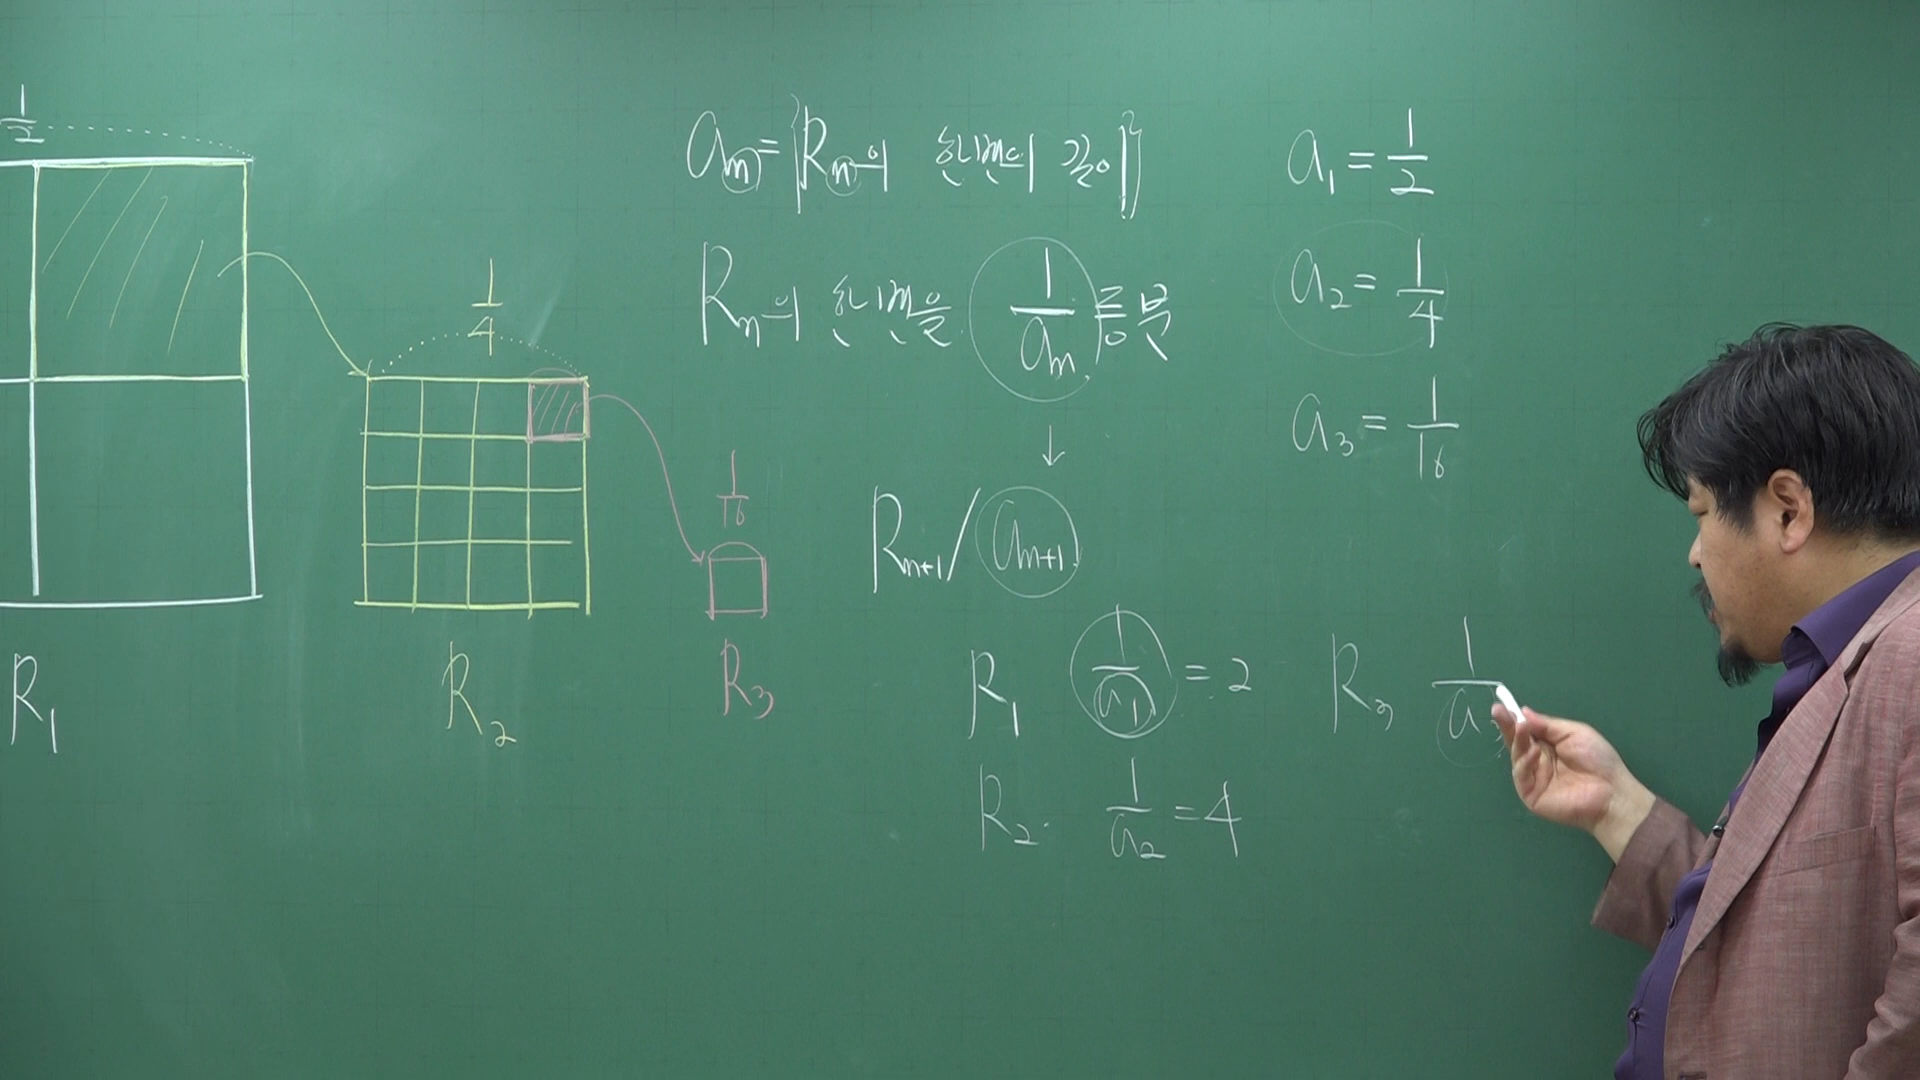 1/2
R₁
1/4
R₂
1/16
R₃
aₙ = {Rₙ의 한변의 길이}
Rₙ의 한변을 1/aₙ 등분
↓
Rₙ₊₁ / aₙ₊₁
R₁ 1/a₁ = 2
R₂ 1/a₂ = 4
a₁ = 1/2
a₂ = 1/4
a₃ = 1/16
R₃ 1/a₃